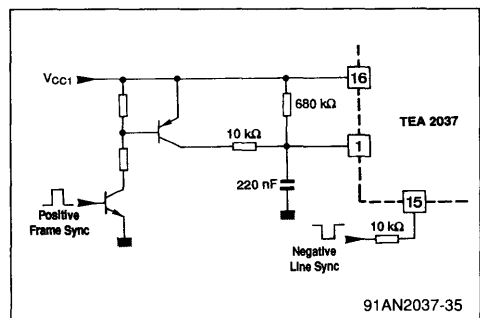 VCC1
16
680 kΩ
TEA 2037
10 kΩ
1
220 nF
15
Positive
Frame Sync
10 kΩ
Negative
Line Sync
91AN2037-35